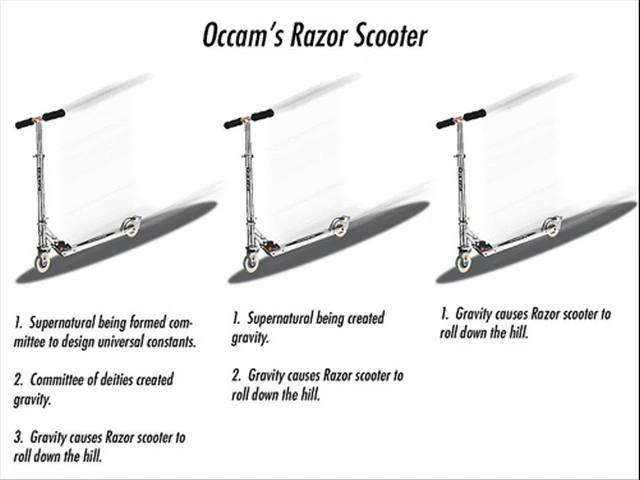 Occam's Razor Scooter
1. Supernatural being formed com-
mittee to design universal constants.
2. Committee of deities created
gravity.
3. Gravity causes Razor scooter to
roll down the hill.
1. Supernatural being created
gravity.
2. Gravity causes Razor scooter to
roll down the hill.
1. Gravity causes Razor scooter to
roll down the hill.